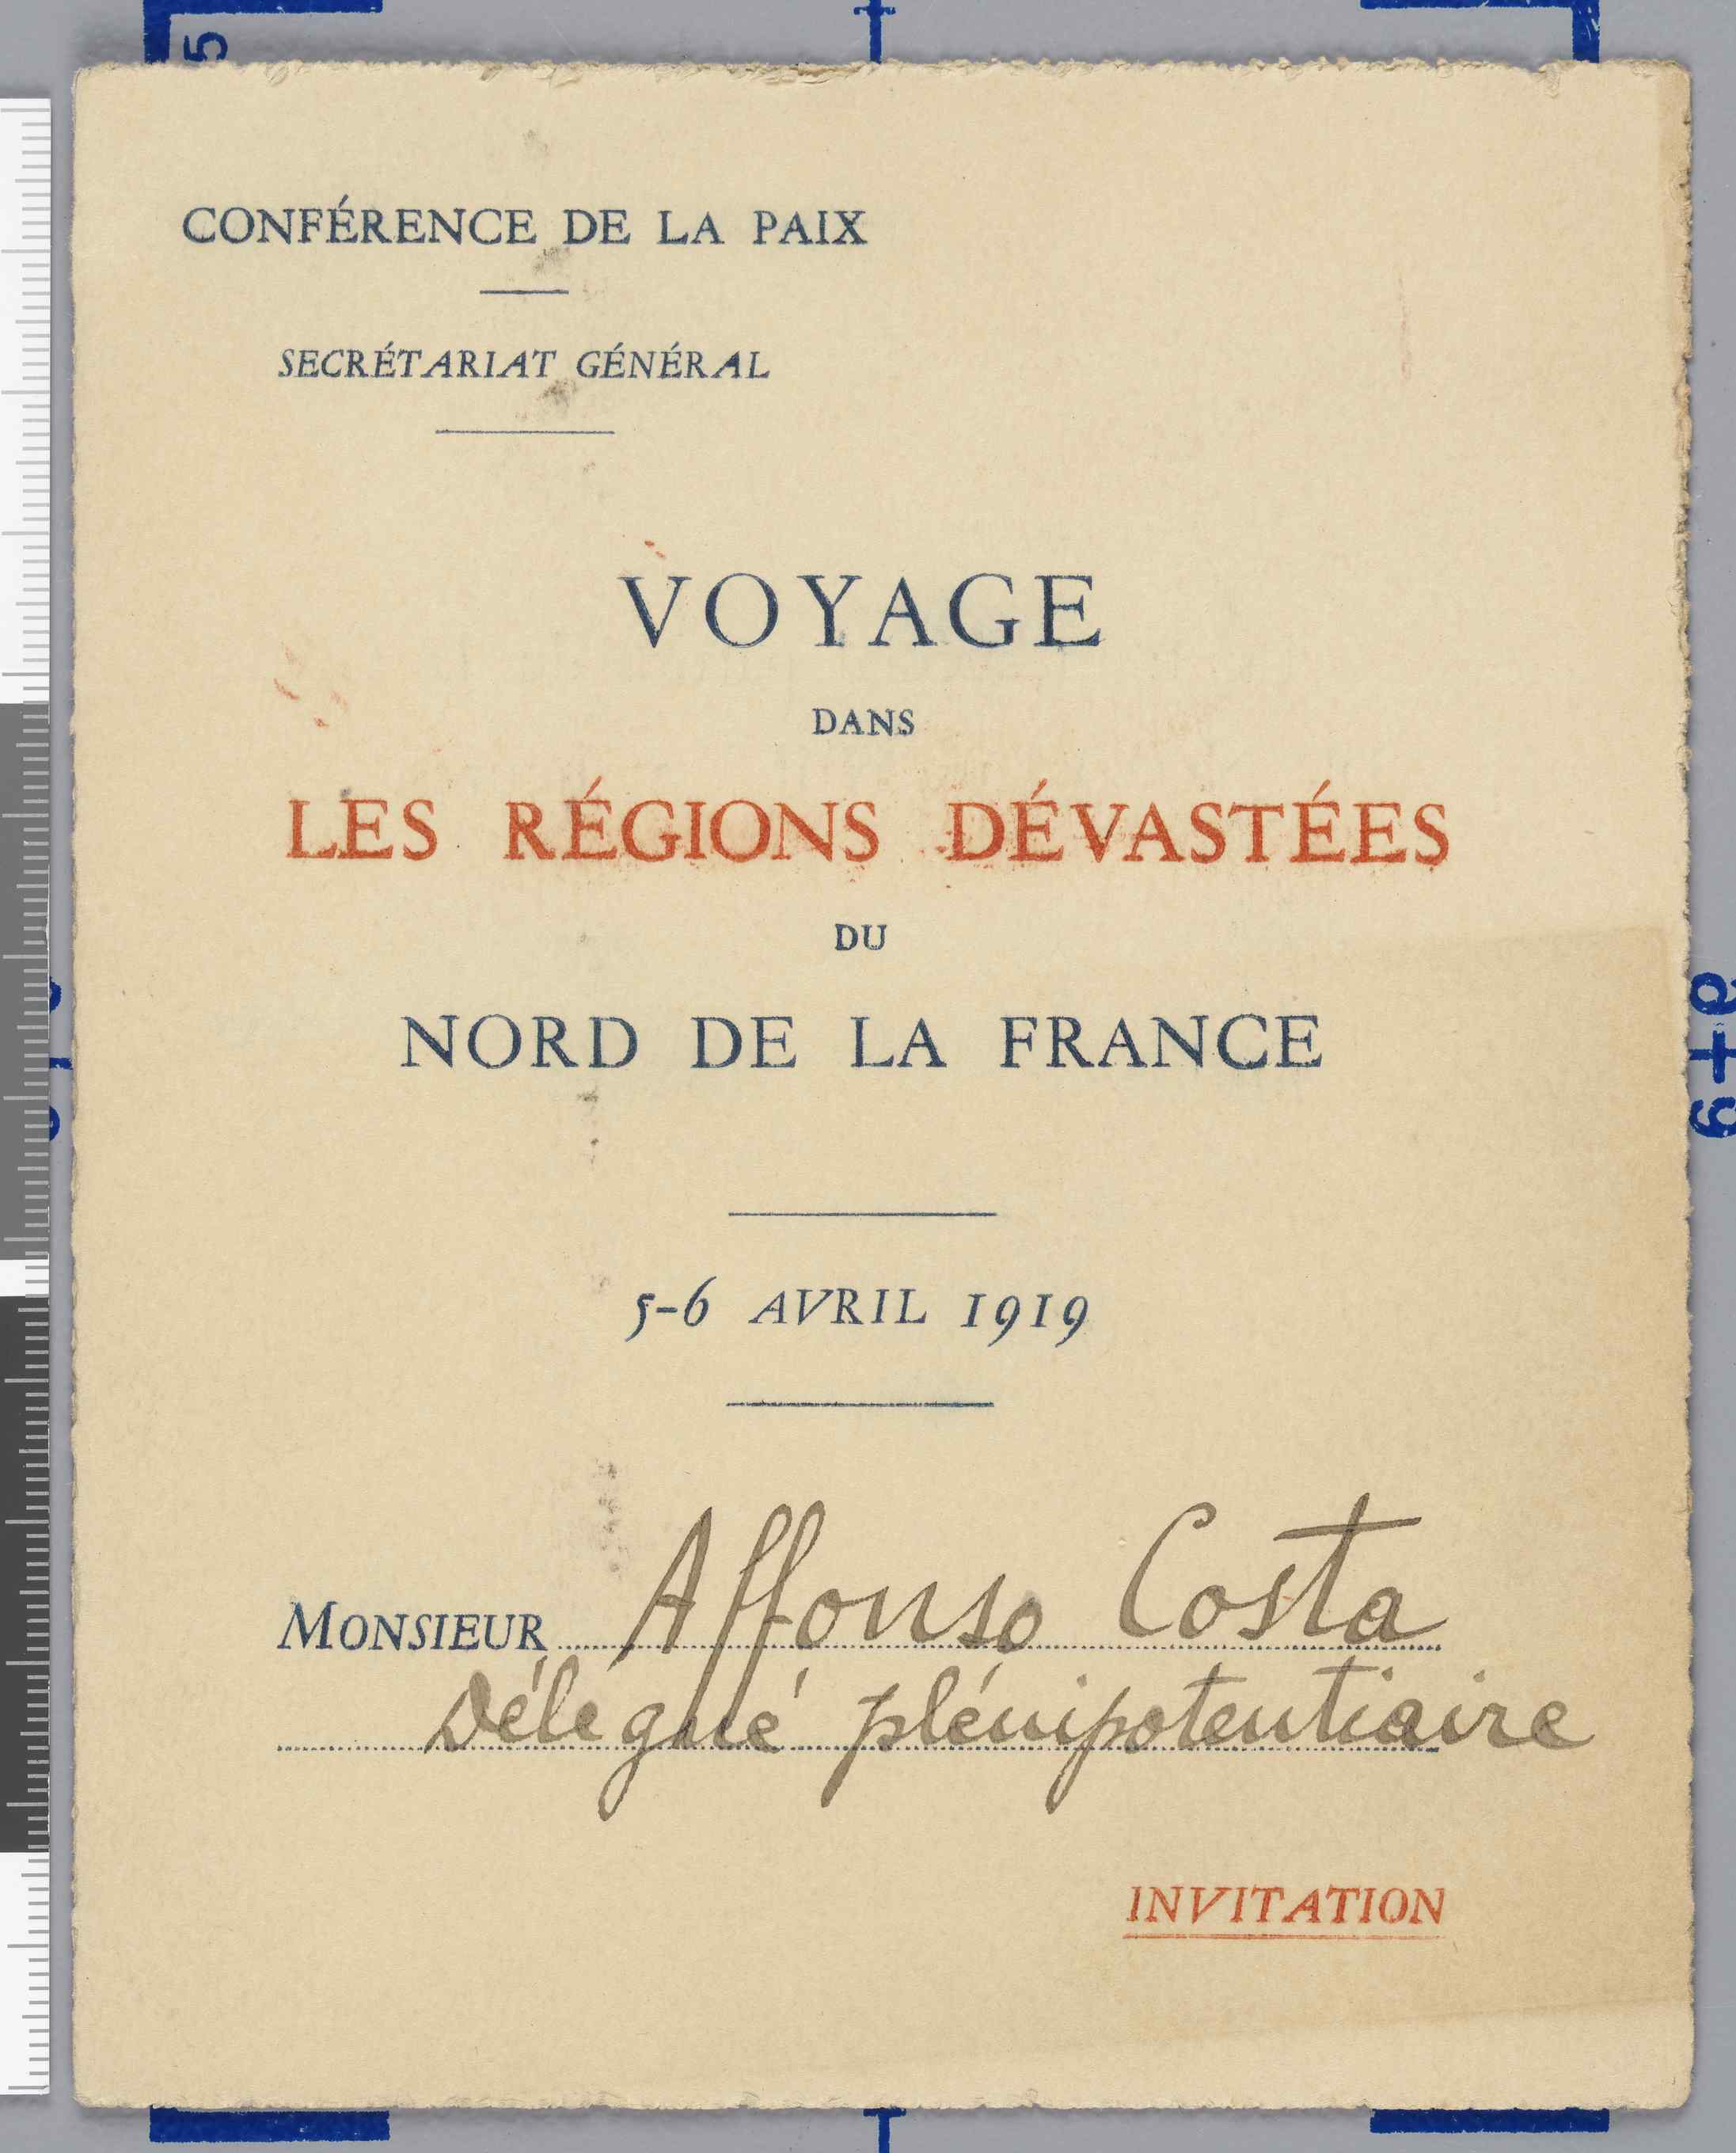 CONFÉRENCE DE LA PAIX
SECRÉTARIAT GÉNÉRAL
VOYAGE
DANS
LES RÉGIONS DÉVASTÉES
DU
NORD DE LA FRANCE
5-6 AVRIL 1919
MONSIEUR Affonso Costa
Délégué plénipotentiaire
INVITATION